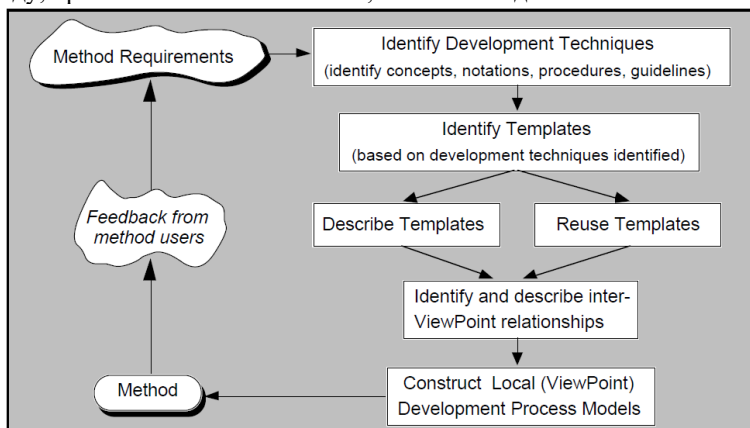 Method Requirements
Identify Development Techniques
(identify concepts, notations, procedures, guidelines)
Identify Templates
(based on development techniques identified)
Describe Templates
Reuse Templates
Feedback from
method users
Identify and describe inter-
ViewPoint relationships
Method
Construct Local (ViewPoint)
Development Process Models